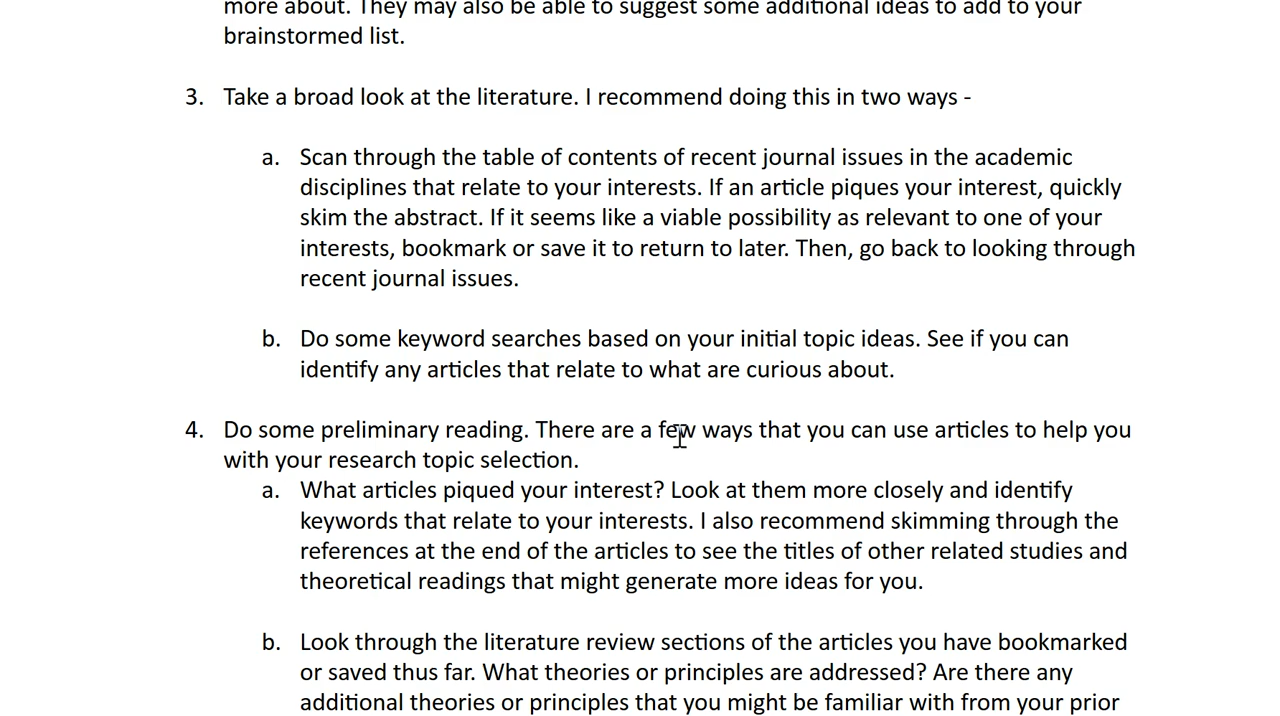 more about. They may also be able to suggest some additional ideas to add to your
brainstormed list.
3. Take a broad look at the literature. I recommend doing this in two ways -
a. Scan through the table of contents of recent journal issues in the academic
disciplines that relate to your interests. If an article piques your interest, quickly
skim the abstract. If it seems like a viable possibility as relevant to one of your
interests, bookmark or save it to return to later. Then, go back to looking through
recent journal issues.
b. Do some keyword searches based on your initial topic ideas. See if you can
identify any articles that relate to what are curious about.
4. Do some preliminary reading. There are a few ways that you can use articles to help you
with your research topic selection.
a. What articles piqued your interest? Look at them more closely and identify
keywords that relate to your interests. I also recommend skimming through the
references at the end of the articles to see the titles of other related studies and
theoretical readings that might generate more ideas for you.
b. Look through the literature review sections of the articles you have bookmarked
or saved thus far. What theories or principles are addressed? Are there any
additional theories or principles that you might be familiar with from your prior